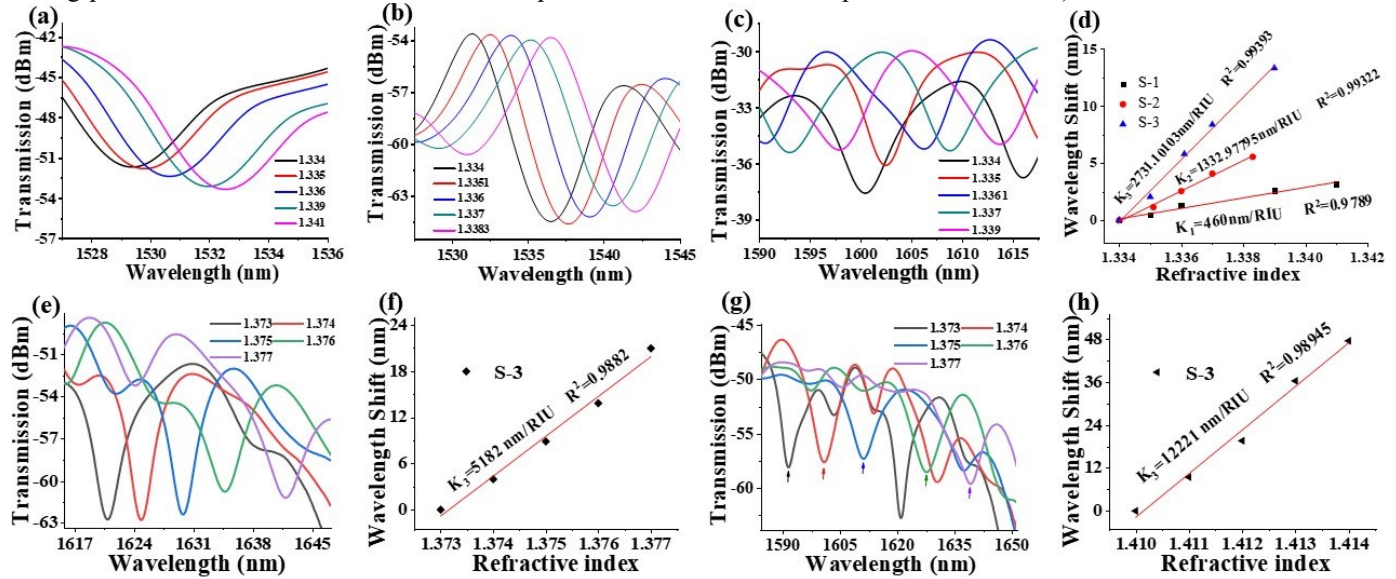 (a)
Transmission (dBm)
-42
-45
-48
-51
-54
-57
1.334
1.335
1.336
1.339
1.341
1528 1530 1532 1534 1536
Wavelength (nm)
(b)
Transmission (dBm)
-54
-57
-60
-63
1.334
1.3351
1.336
1.337
1.3383
1530 1535 1540 1545
Wavelength (nm)
(c)
Transmission (dBm)
-27
-30
-33
-36
-39
1.334
1.335
1.3361
1.337
1.339
1590 1595 1600 1605 1610 1615
Wavelength (nm)
(d)
Wavelength Shift (nm)
15
10
5
0
S-1
S-2
S-3
K3=2731.10103nm/RIU R²=0.99393
K2=1332.97795nm/RIU R²=0.99322
K1=460nm/RIU R²=0.9789
1.334 1.336 1.338 1.340 1.342
Refractive index
(e)
Transmission (dBm)
-51
-54
-57
-60
-63
1.373 1.374
1.375 1.376
1.377
1617 1624 1631 1638 1645
Wavelength (nm)
(f)
Wavelength Shift (nm)
24
18
12
6
0
S-3
K3=5182 nm/RIU R²=0.9882
1.373 1.374 1.375 1.376 1.377
Refractive index
(g)
Transmission (dBm)
-45
-50
-55
-60
1.373 1.374
1.375 1.376
1.377
1590 1605 1620 1635 1650
Wavelength (nm)
(h)
Wavelength Shift (nm)
48
36
24
12
0
S-3
K3=12221 nm/RIU R²=0.98945
1.410 1.411 1.412 1.413 1.414
Refractive index